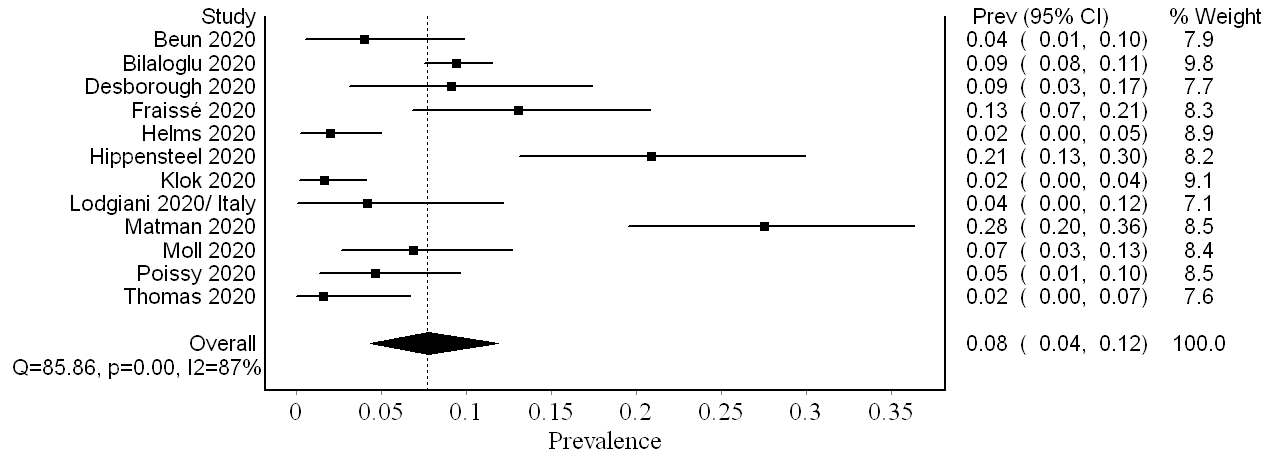 Study Prev (95% CI) % Weight
Beun 2020 0.04 ( 0.01, 0.10) 7.9
Bilaloglu 2020 0.09 ( 0.08, 0.11) 9.8
Desborough 2020 0.09 ( 0.03, 0.17) 7.7
Fraissé 2020 0.13 ( 0.07, 0.21) 8.3
Helms 2020 0.02 ( 0.00, 0.05) 8.9
Hippensteel 2020 0.21 ( 0.13, 0.30) 8.2
Klok 2020 0.02 ( 0.00, 0.04) 9.1
Lodgiani 2020/ Italy 0.04 ( 0.00, 0.12) 7.1
Matman 2020 0.28 ( 0.20, 0.36) 8.5
Moll 2020 0.07 ( 0.03, 0.13) 8.4
Poissy 2020 0.05 ( 0.01, 0.10) 8.5
Thomas 2020 0.02 ( 0.00, 0.07) 7.6
Overall 0.08 ( 0.04, 0.12) 100.0
Q=85.86, p=0.00, I2=87%
0 0.05 0.1 0.15 0.2 0.25 0.3 0.35
Prevalence